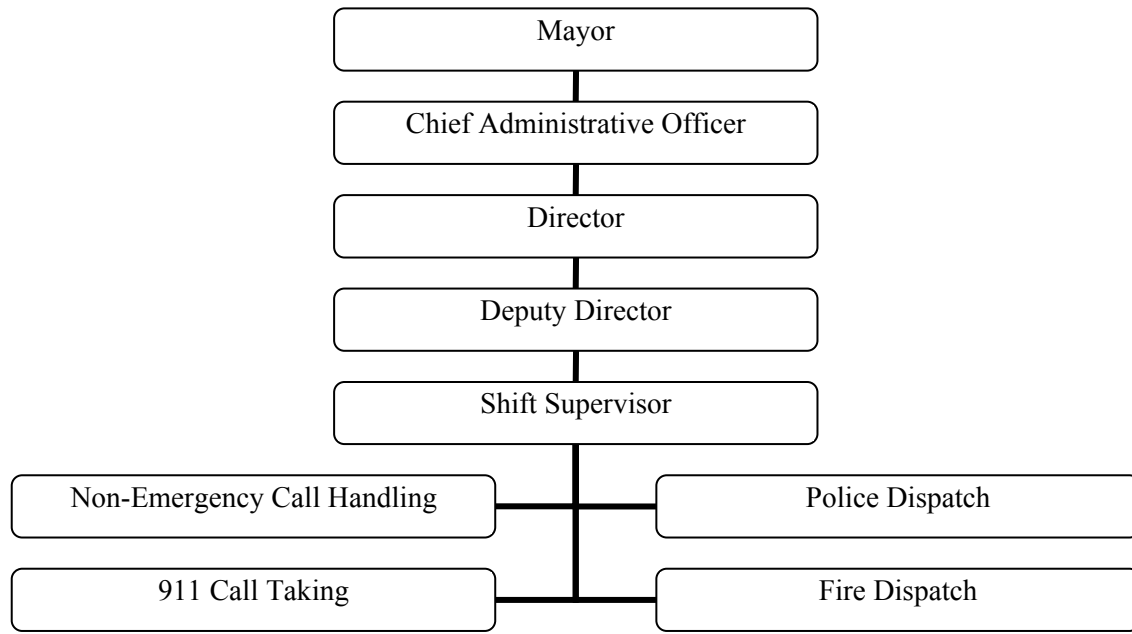 Mayor
Chief Administrative Officer
Director
Deputy Director
Shift Supervisor
Non-Emergency Call Handling
Police Dispatch
911 Call Taking
Fire Dispatch